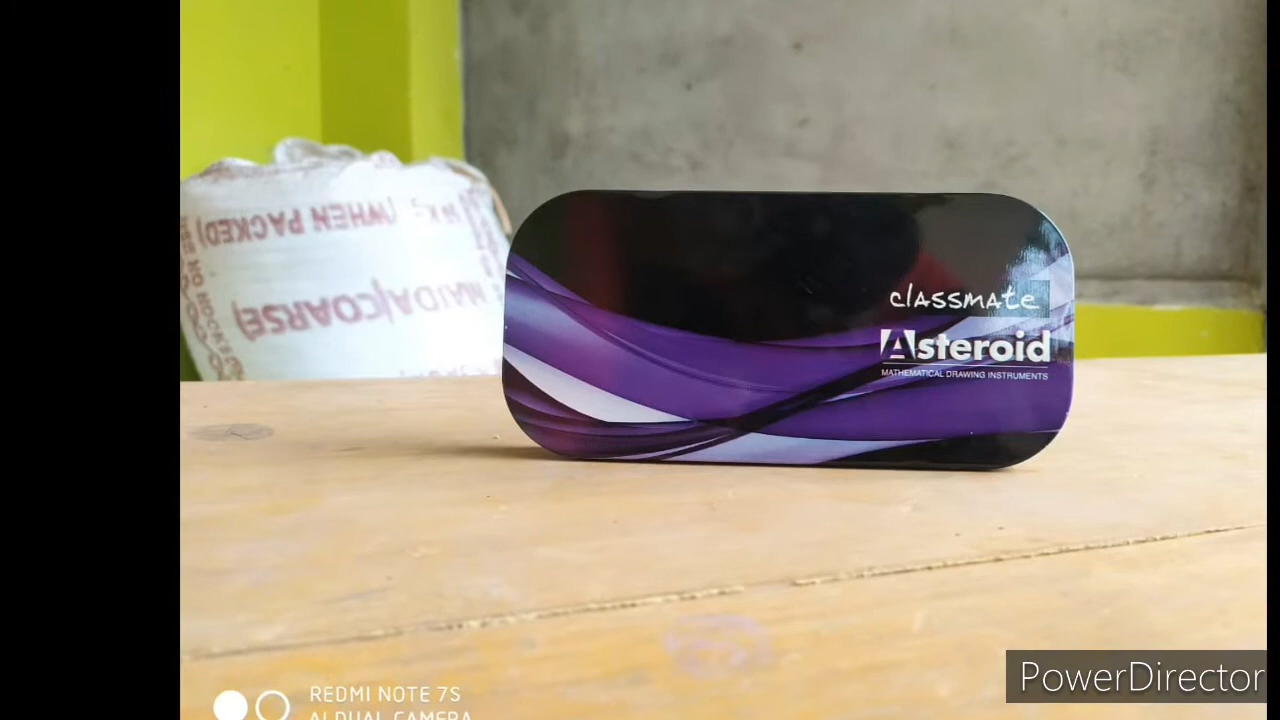 (WHEN PACKED)
MAIDA(COARSE)
classmate
Asteroid
MATHEMATICAL DRAWING INSTRUMENTS
REDMI NOTE 7S
AI DUAL CAMERA
PowerDirector